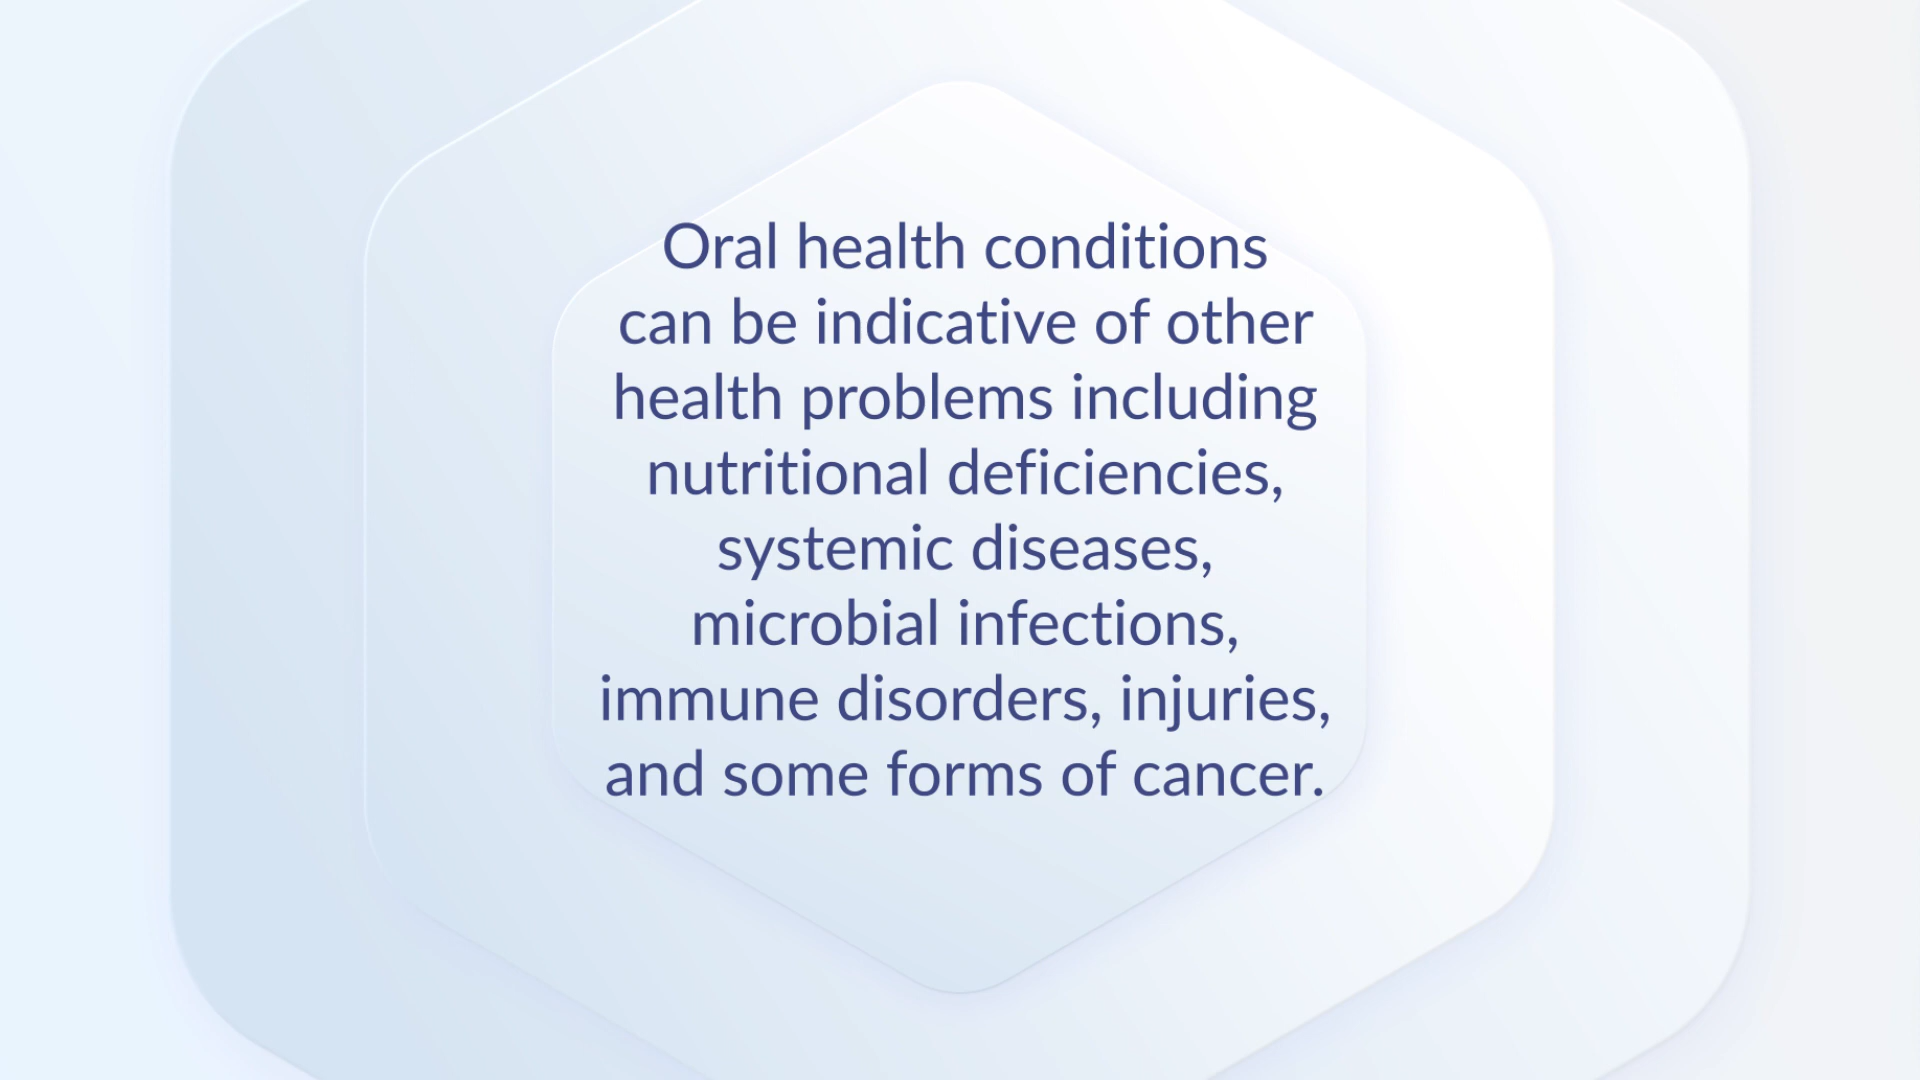 Oral health conditions
can be indicative of other
health problems including
nutritional deficiencies,
systemic diseases,
microbial infections,
immune disorders, injuries,
and some forms of cancer.